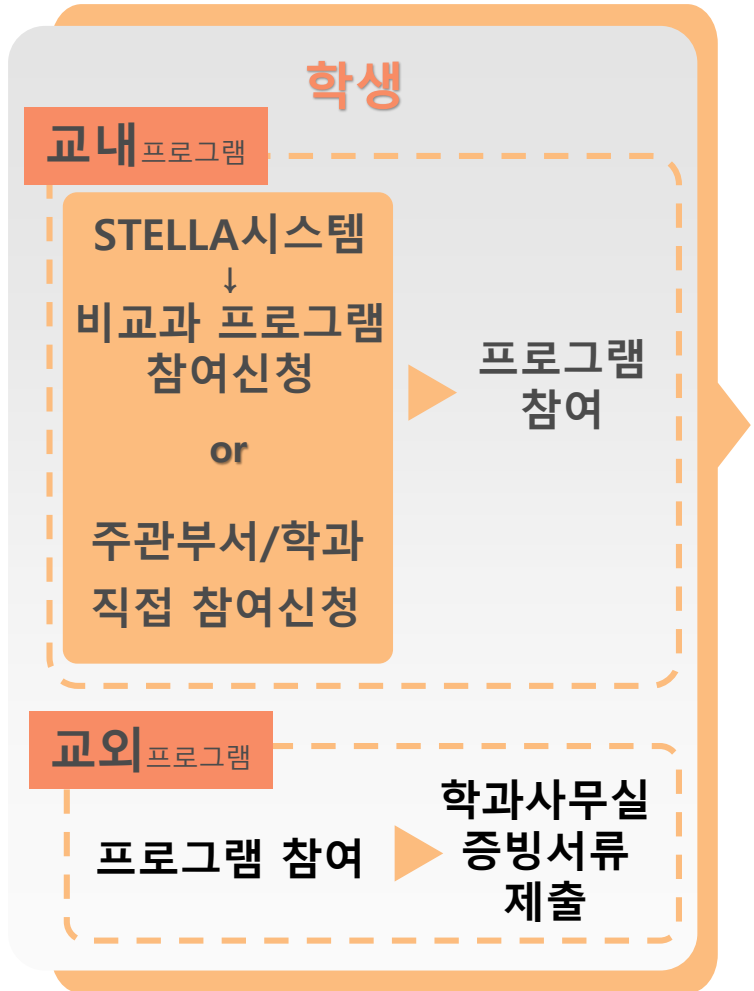 학생
교내프로그램
STELLA시스템
↓
비교과 프로그램
참여신청
or
주관부서/학과
직접 참여신청
프로그램
참여
교외프로그램
프로그램 참여
학과사무실
증빙서류
제출